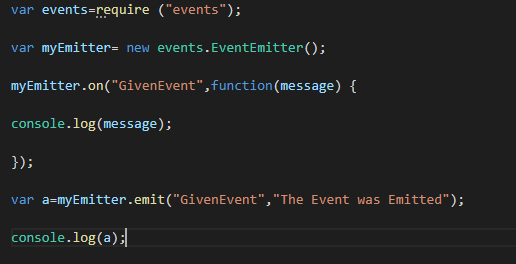 var events=require ("events");
var myEmitter= new events.EventEmitter();
myEmitter.on("GivenEvent",function(message) {
console.log(message);
});
var a=myEmitter.emit("GivenEvent","The Event was Emitted");
console.log(a);